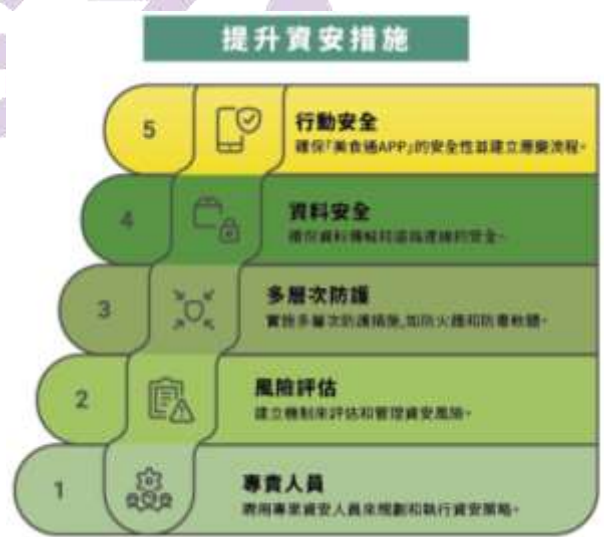 提升資安措施
5
行動安全
確保「美食通APP」的安全性並建立應變流程。
4
資料安全
確保資料傳輸和遠端連線的安全。
3
多層次防護
實施多層次防護措施,如防火牆和防毒軟體。
2
風險評估
建立機制來評估和管理資安風險。
1
專責人員
聘用專業資安人員來規劃和執行資安策略。